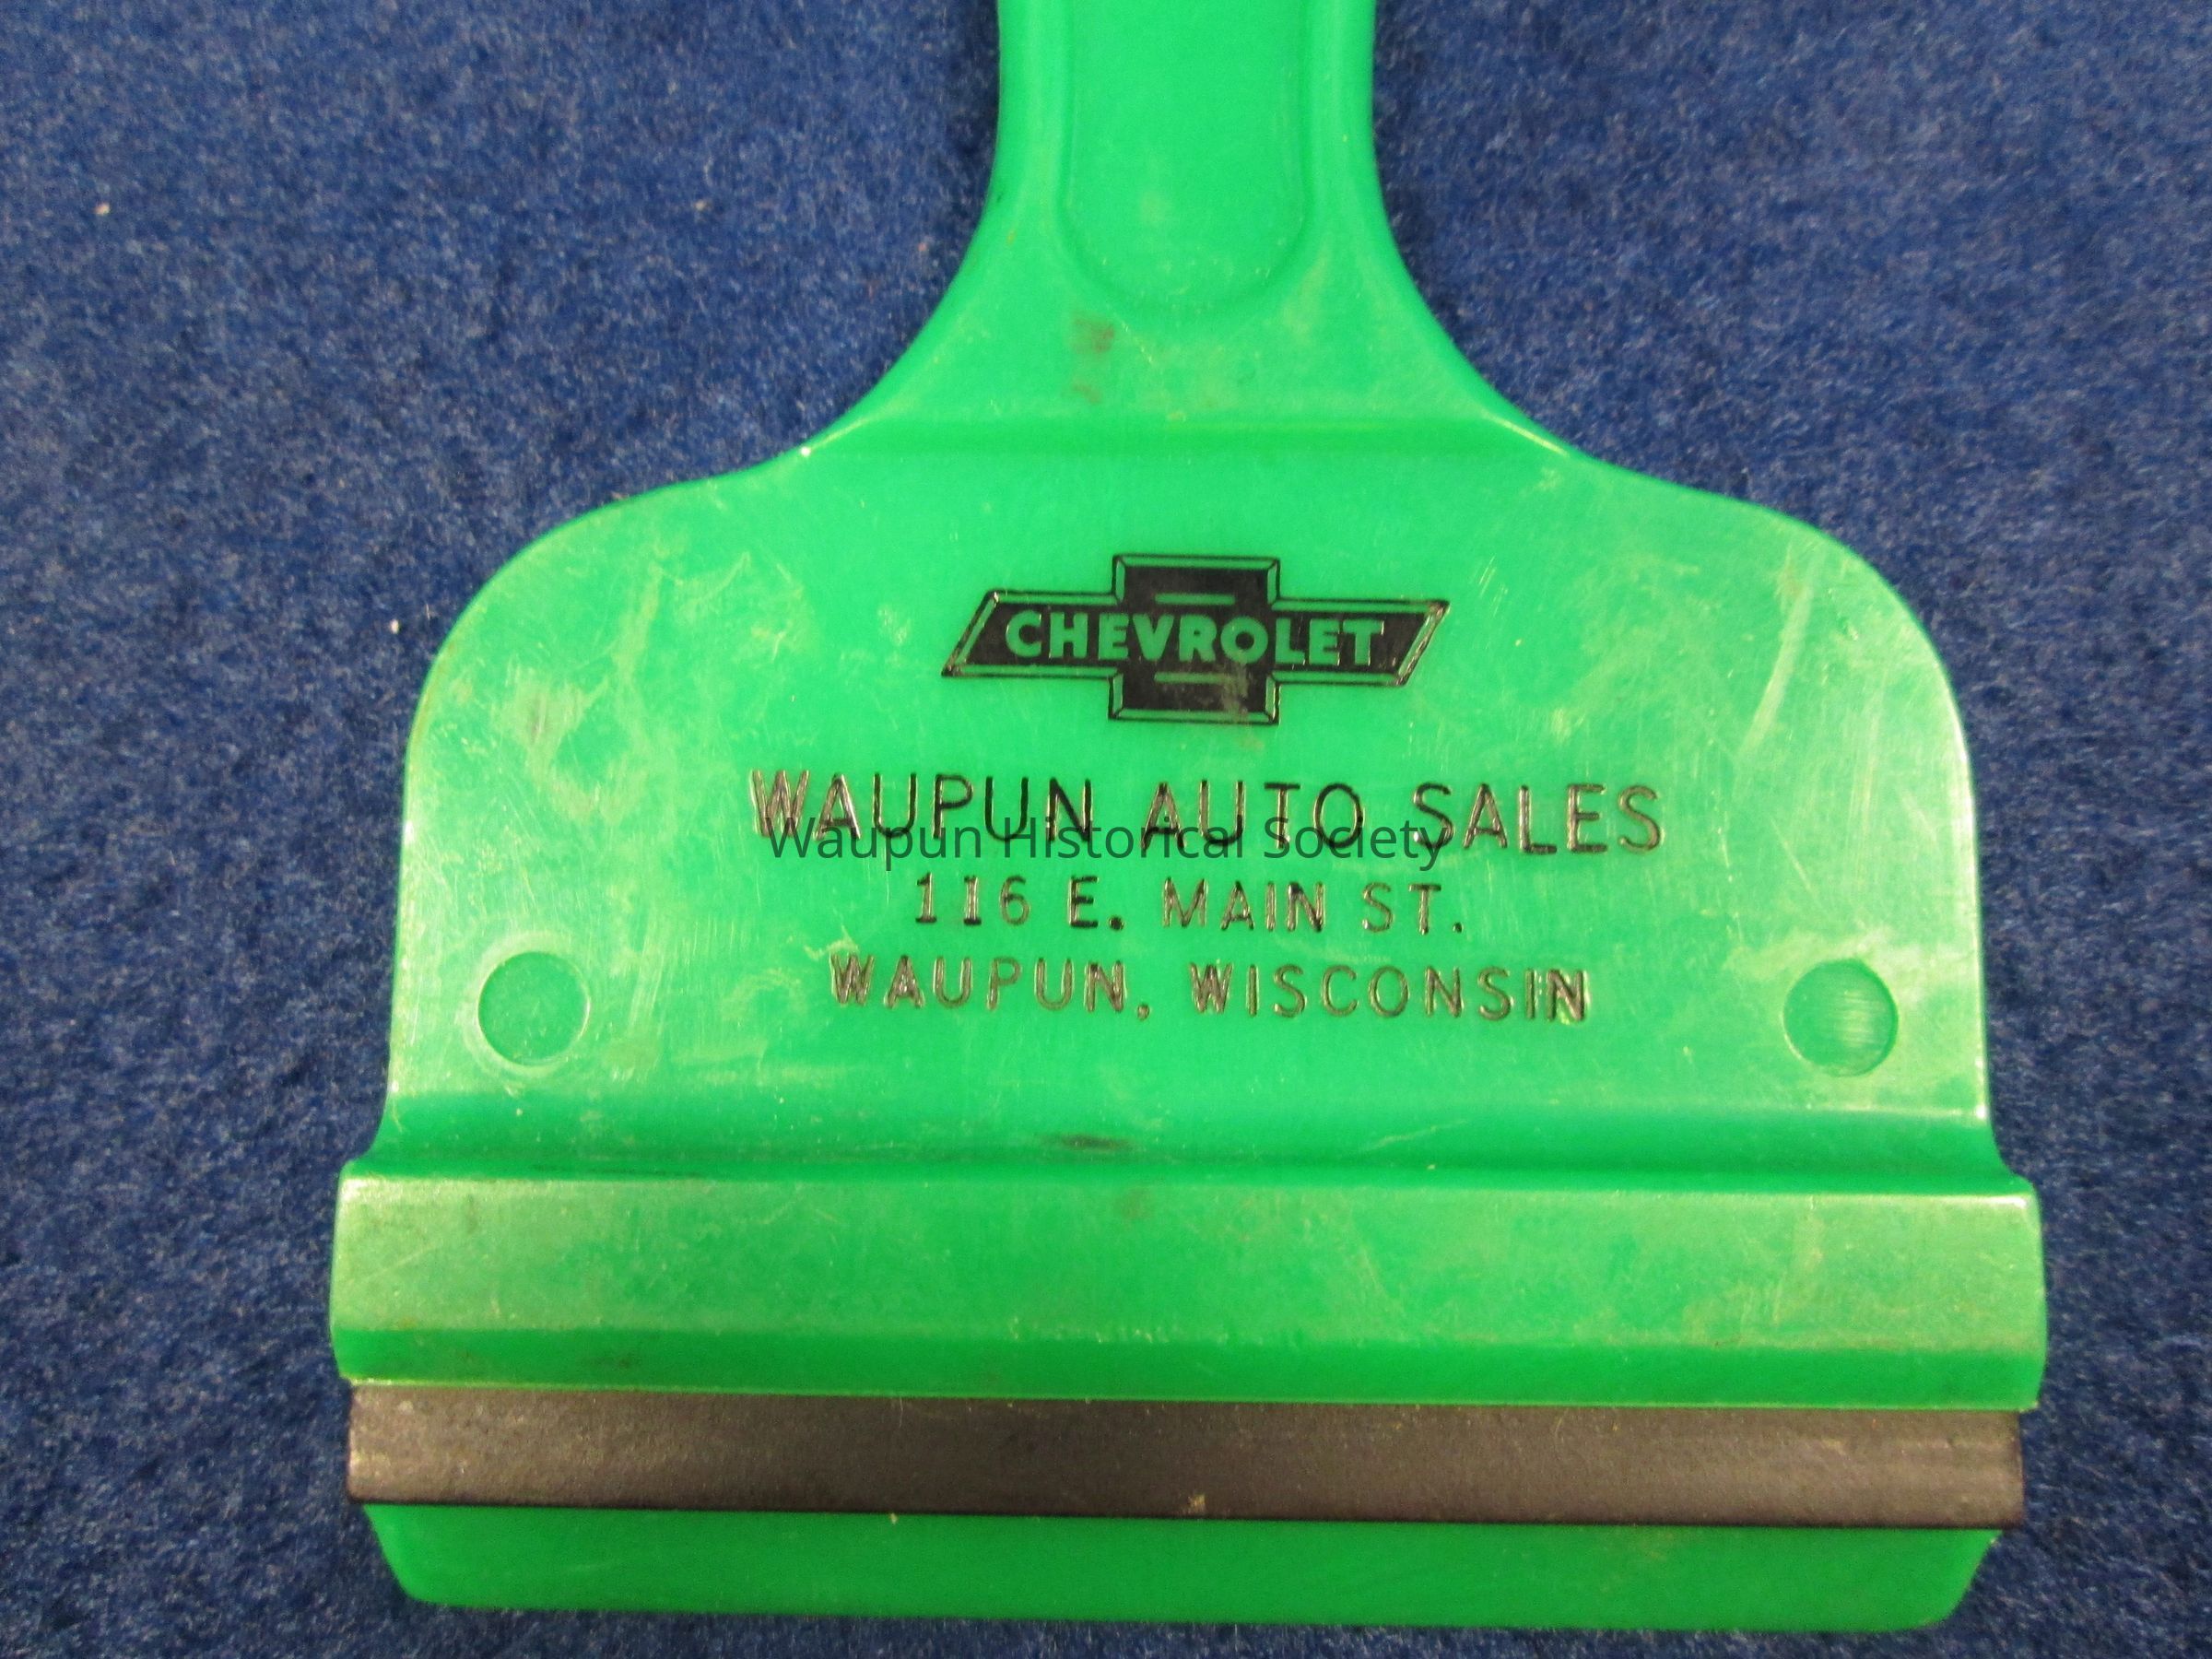 CHEVROLET
WAUPUN AUTO SALES
Waupun Historical Society
116 E. MAIN ST.
WAUPUN, WISCONSIN